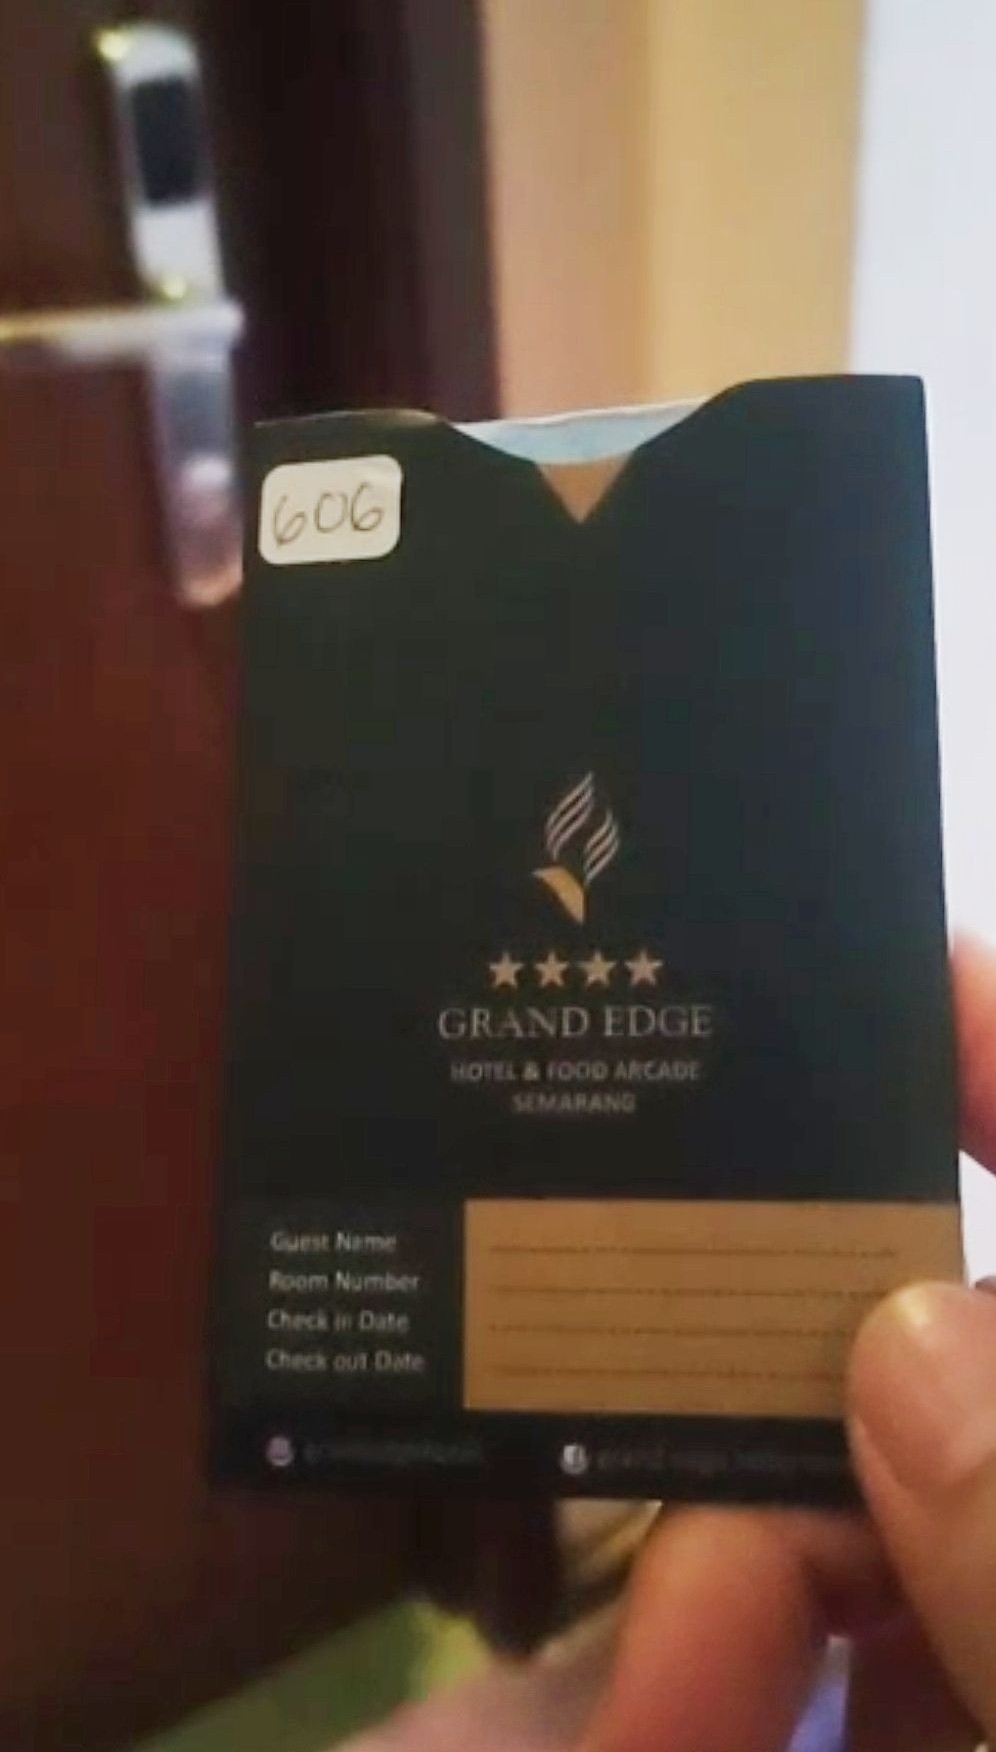 606
GRAND EDGE
HOTEL & FOOD ARCADE
SEMARANG
Guest Name
Room Number
Check in Date
Check out Date